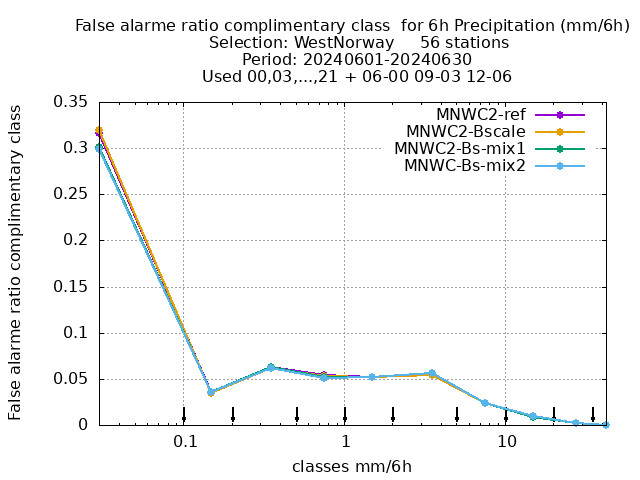 False alarme ratio complimentary class  for 6h Precipitation (mm/6h)
Selection: WestNorway     56 stations
Period: 20240601-20240630
Used 00,03,...,21 + 06-00 09-03 12-06
False alarme ratio complimentary class
0.35
0.3
0.25
0.2
0.15
0.1
0.05
0
MNWC2-ref
MNWC2-Bscale
MNWC2-Bs-mix1
MNWC-Bs-mix2
0.1
1
10
classes mm/6h